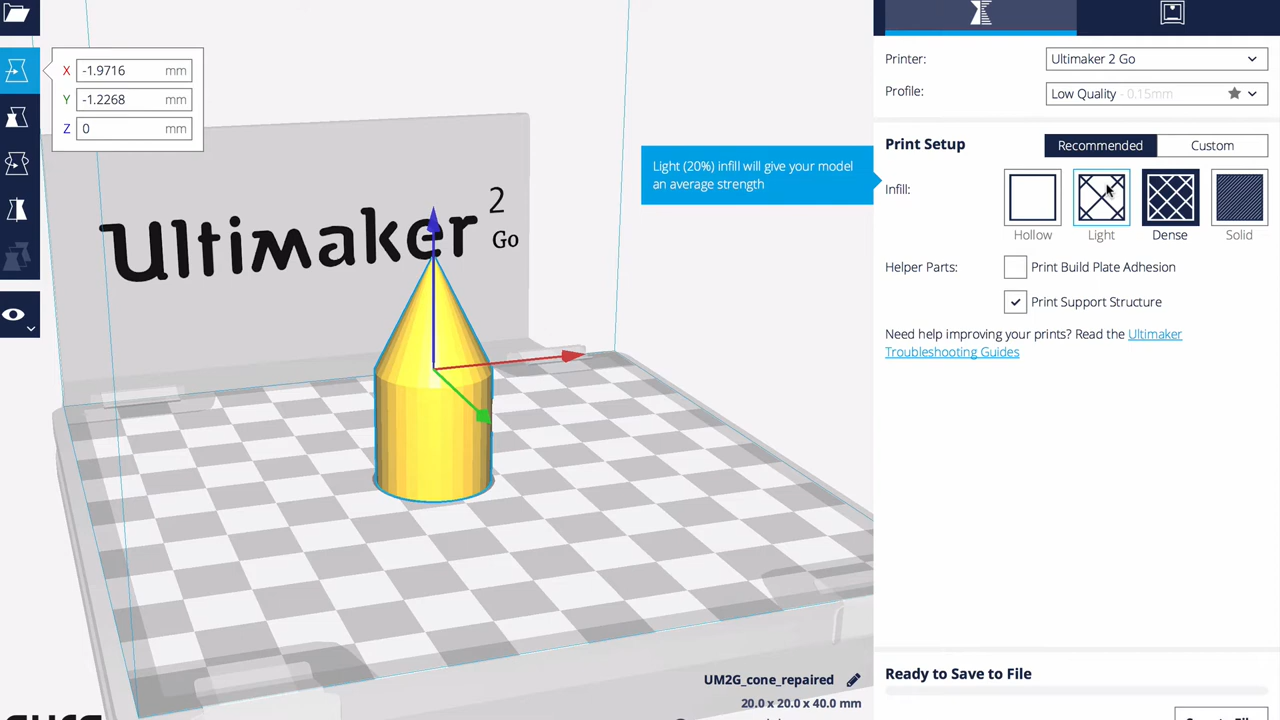 X -1.9716 mm
Y -1.2268 mm
Z 0 mm
Ultimaker 2
Go
Printer: Ultimaker 2 Go
Profile: Low Quality - 0.15mm
Print Setup Recommended Custom
Light (20%) infill will give your model
an average strength
Infill:
Hollow Light Dense Solid
Helper Parts: Print Build Plate Adhesion
Print Support Structure
Need help improving your prints? Read the Ultimaker
Troubleshooting Guides
UM2G_cone_repaired
20.0 x 20.0 x 40.0 mm
Ready to Save to File